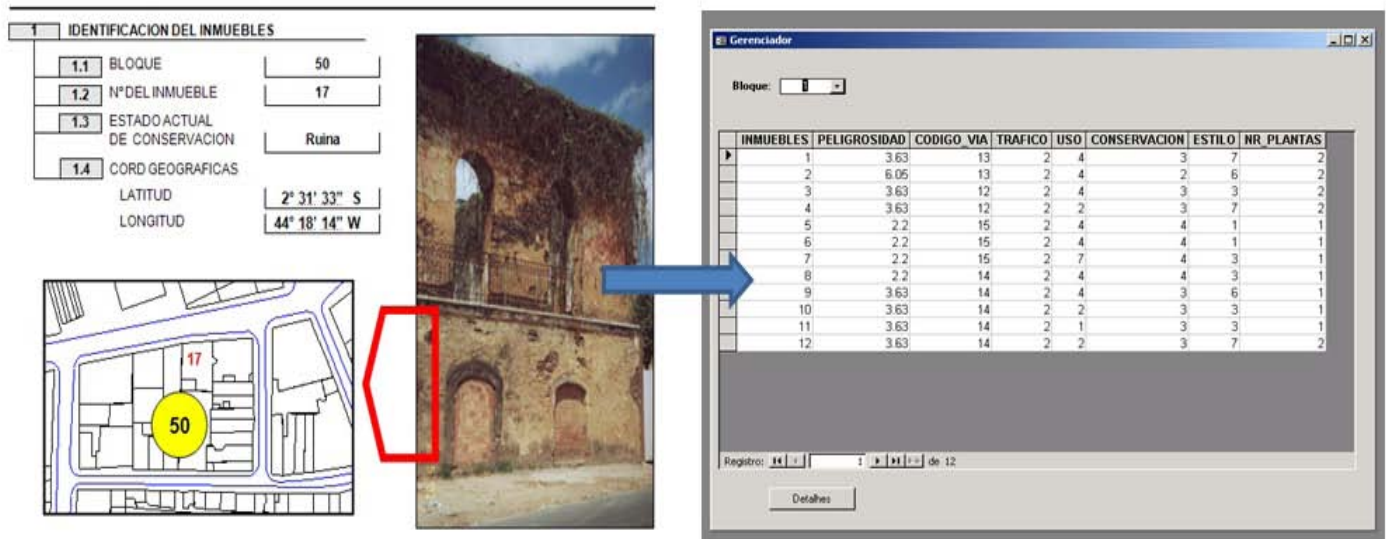 1 IDENTIFICACION DEL INMUEBLES
1.1 BLOQUE 50
1.2 Nº DEL INMUEBLE 17
1.3 ESTADO ACTUAL
DE CONSERVACION Ruina
1.4 CORD GEOGRAFICAS
LATITUD 2° 31' 33" S
LONGITUD 44° 18' 14" W
17
50
Gerenciador
Bloque: 1
INMUEBLES PELIGROSIDAD CODIGO_VIA TRAFICO USO CONSERVACION ESTILO NR_PLANTAS
1 3.63 13 2 4 3 7 2
2 6.05 13 2 4 2 6 2
3 3.63 12 2 4 3 3 2
4 3.63 12 2 2 3 7 2
5 2.2 15 2 4 4 1 1
6 2.2 15 2 4 4 1 1
7 2.2 15 2 7 4 3 1
8 2.2 14 2 4 4 3 1
9 3.63 14 2 4 3 6 1
10 3.63 14 2 2 3 3 1
11 3.63 14 2 1 3 3 1
12 3.63 14 2 2 3 7 2
Registro: 1 de 12
Detalhes